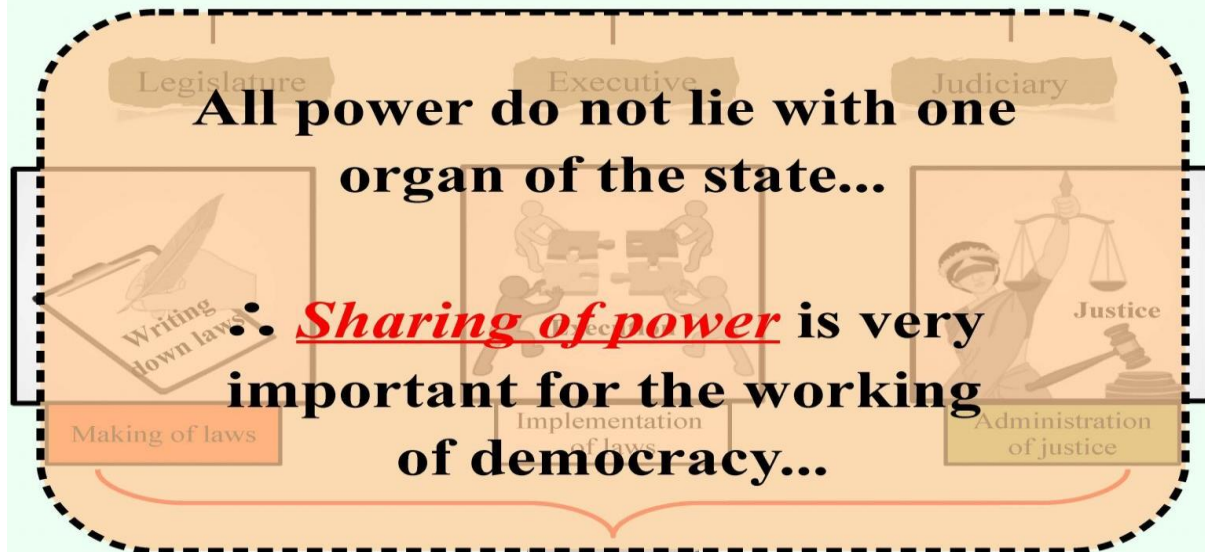 Legislature
Executive
Judiciary
All power do not lie with one
organ of the state...
Writing
down laws
Execution
Justice
∴ Sharing of power is very
important for the working
of democracy...
Making of laws
Implementation
of laws
Administration
of justice